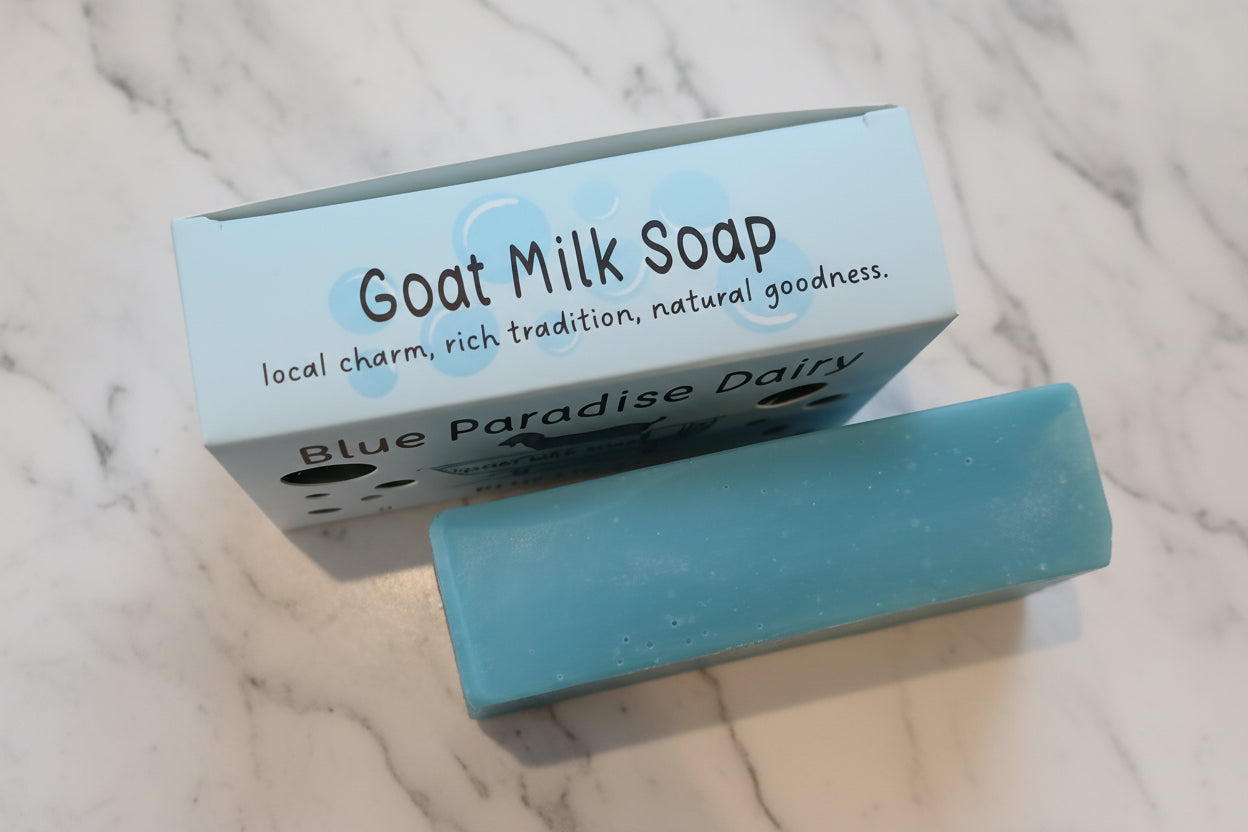 Goat Milk Soap
local charm, rich tradition, natural goodness.
Blue Paradise Dairy